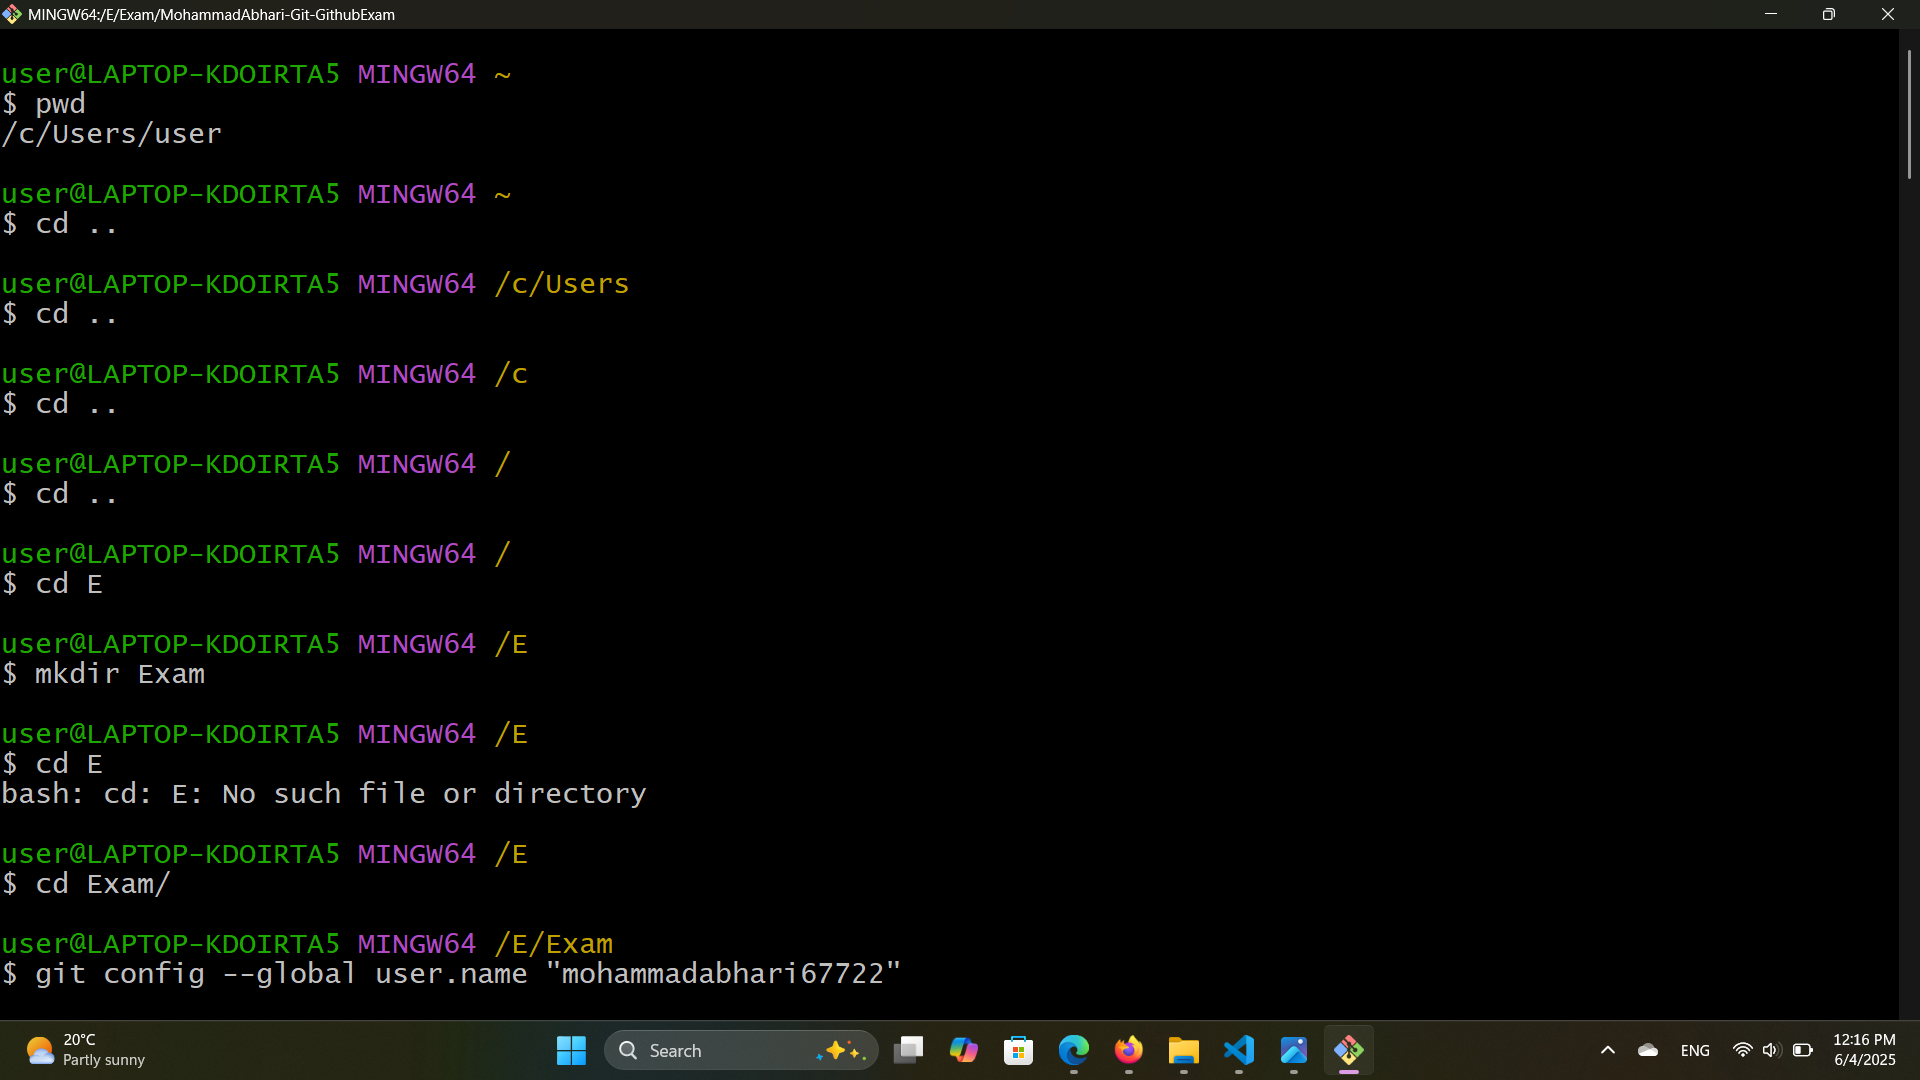 MINGW64:/E/Exam/MohammadAbhari-Git-GithubExam
user@LAPTOP-KDOIRTA5 MINGW64 ~
$ pwd
/c/Users/user
user@LAPTOP-KDOIRTA5 MINGW64 ~
$ cd ..
user@LAPTOP-KDOIRTA5 MINGW64 /c/Users
$ cd ..
user@LAPTOP-KDOIRTA5 MINGW64 /c
$ cd ..
user@LAPTOP-KDOIRTA5 MINGW64 /
$ cd ..
user@LAPTOP-KDOIRTA5 MINGW64 /
$ cd E
user@LAPTOP-KDOIRTA5 MINGW64 /E
$ mkdir Exam
user@LAPTOP-KDOIRTA5 MINGW64 /E
$ cd E
bash: cd: E: No such file or directory
user@LAPTOP-KDOIRTA5 MINGW64 /E
$ cd Exam/
user@LAPTOP-KDOIRTA5 MINGW64 /E/Exam
$ git config --global user.name "mohammadabhari67722"
20°C
Partly sunny
Search
ENG
12:16 PM
6/4/2025